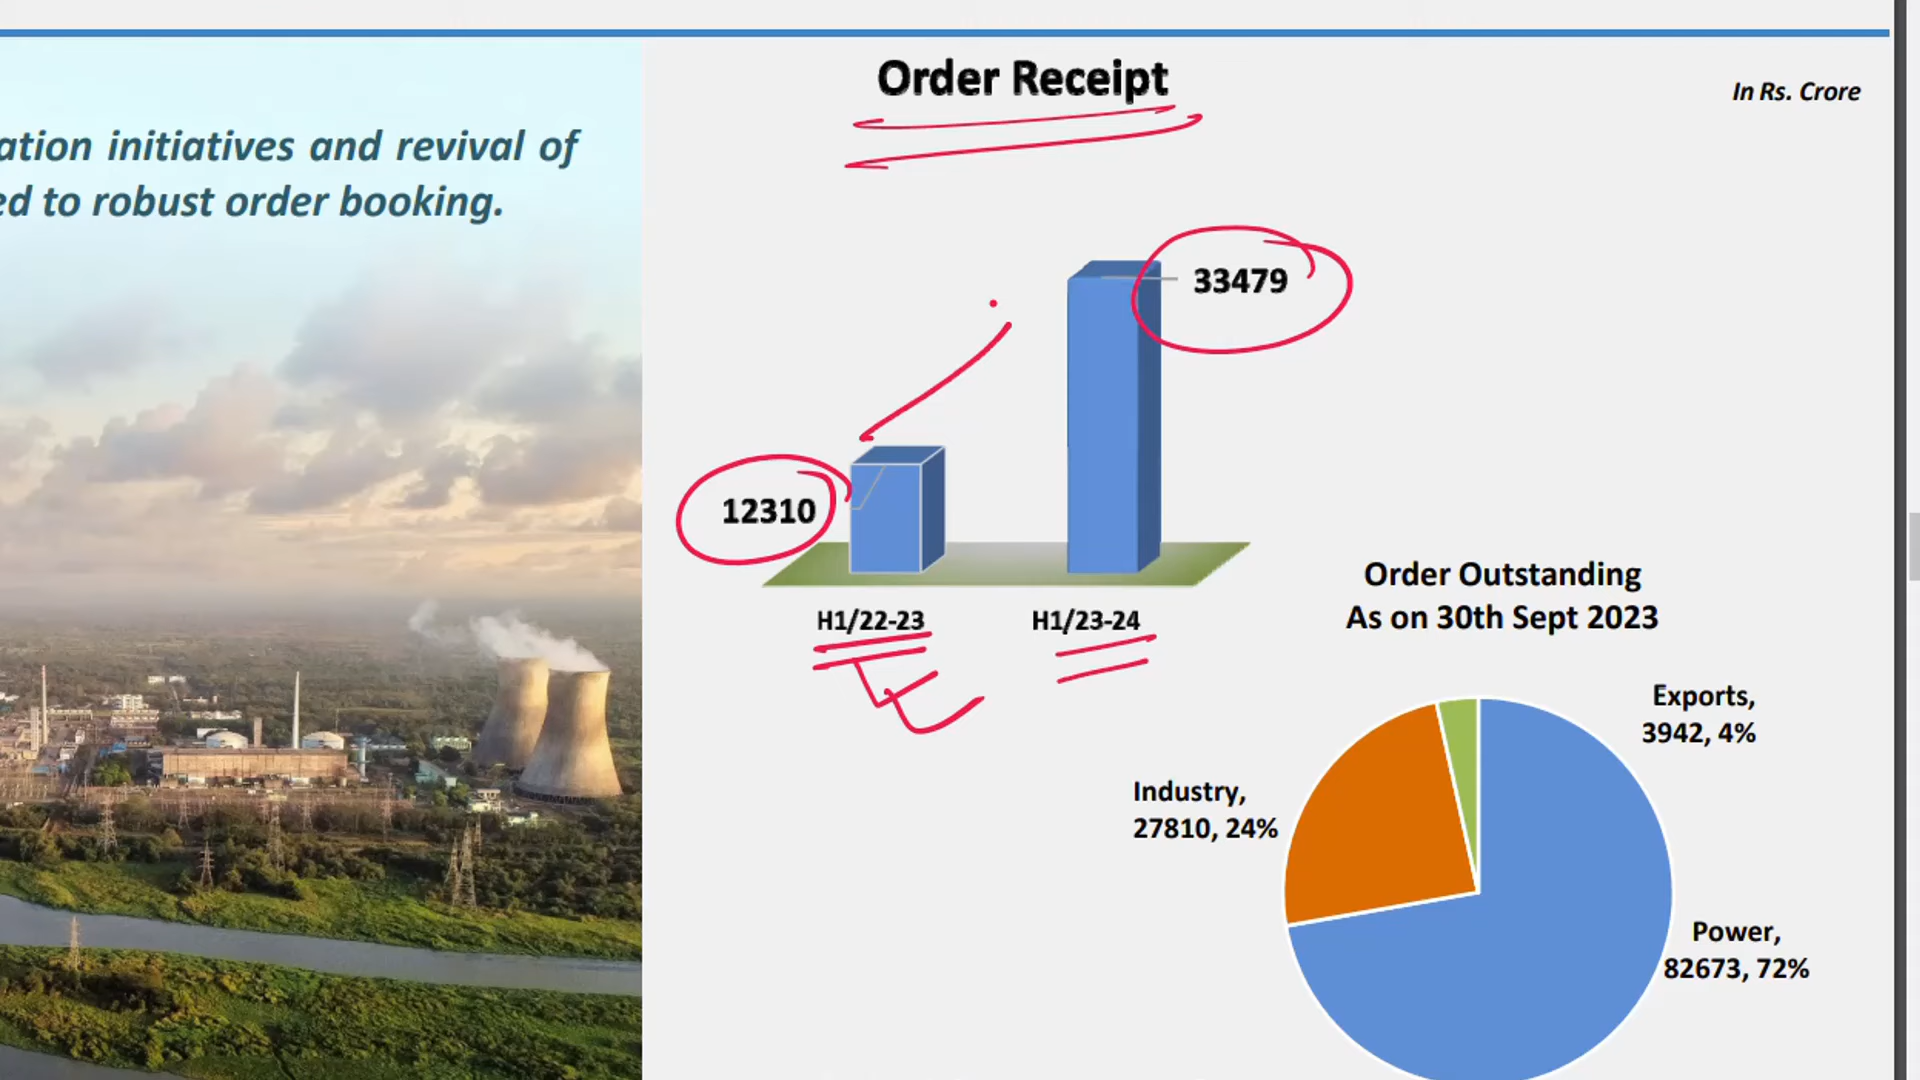 Order Receipt
In Rs. Crore
ation initiatives and revival of
ed to robust order booking.
33479
12310
H1/22-23
H1/23-24
Order Outstanding
As on 30th Sept 2023
Exports,
3942, 4%
Industry,
27810, 24%
Power,
82673, 72%